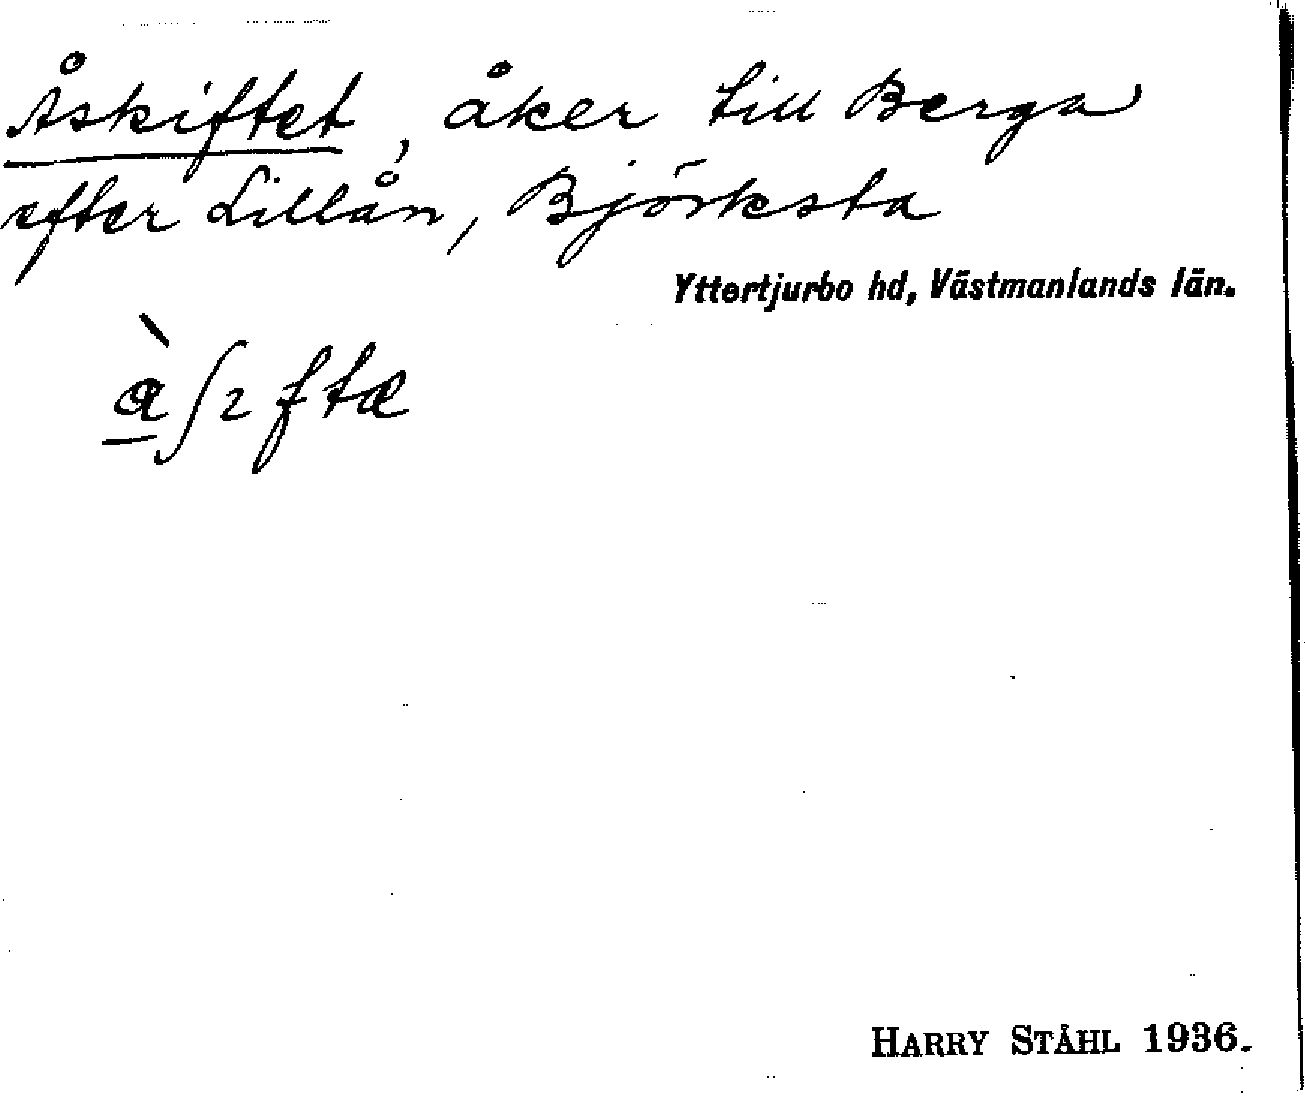 Åskiftet, åker till Berga
efter Lillån, Björksta
Yttertjurbo hd, Västmanlands län.
HARRY STÅHL 1936.